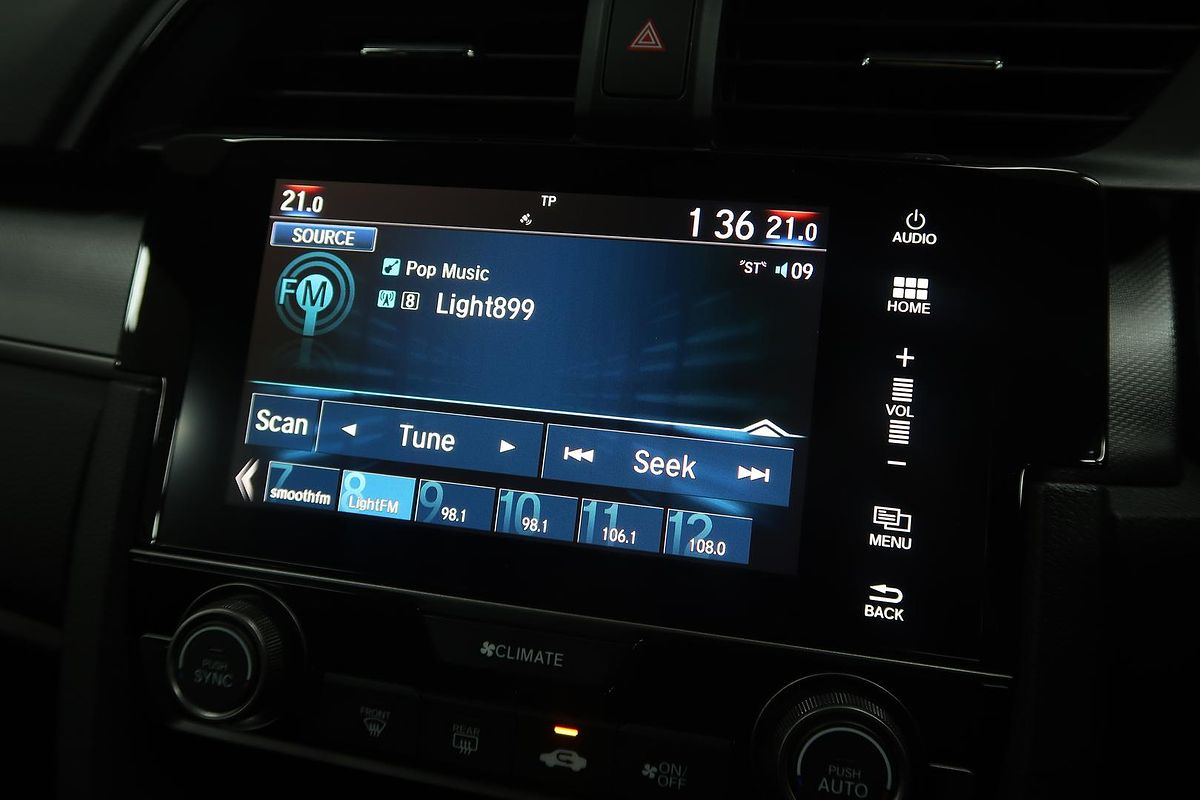 21.0
TP
1 36 21.0
SOURCE
"ST" 09
FM
Pop Music
8 Light899
Scan
Tune
Seek
7 smoothfm
8 LightFM
9 98.1
10 98.1
11 106.1
12 108.0
AUDIO
HOME
+
VOL
−
MENU
BACK
CLIMATE
PUSH
SYNC
FRONT
REAR
ON/
OFF
PUSH
AUTO